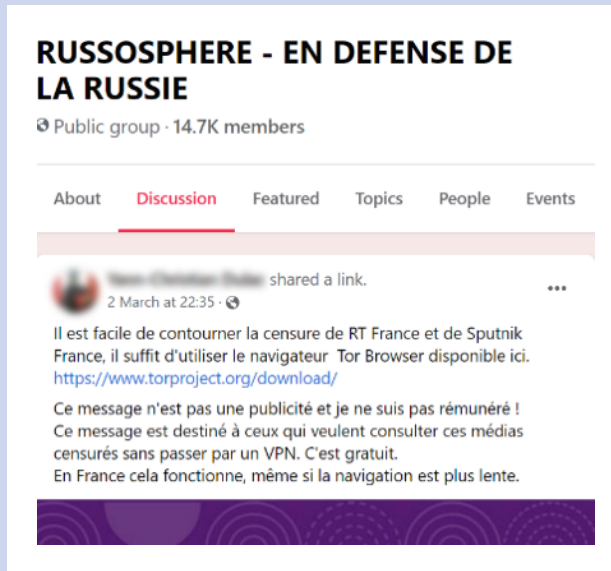 RUSSOSPHERE - EN DEFENSE DE
LA RUSSIE
Public group · 14.7K members
About Discussion Featured Topics People Events
shared a link.
2 March at 22:35 ·
Il est facile de contourner la censure de RT France et de Sputnik
France, il suffit d'utiliser le navigateur Tor Browser disponible ici.
https://www.torproject.org/download/
Ce message n'est pas une publicité et je ne suis pas rémunéré !
Ce message est destiné à ceux qui veulent consulter ces médias
censurés sans passer par un VPN. C'est gratuit.
En France cela fonctionne, même si la navigation est plus lente.